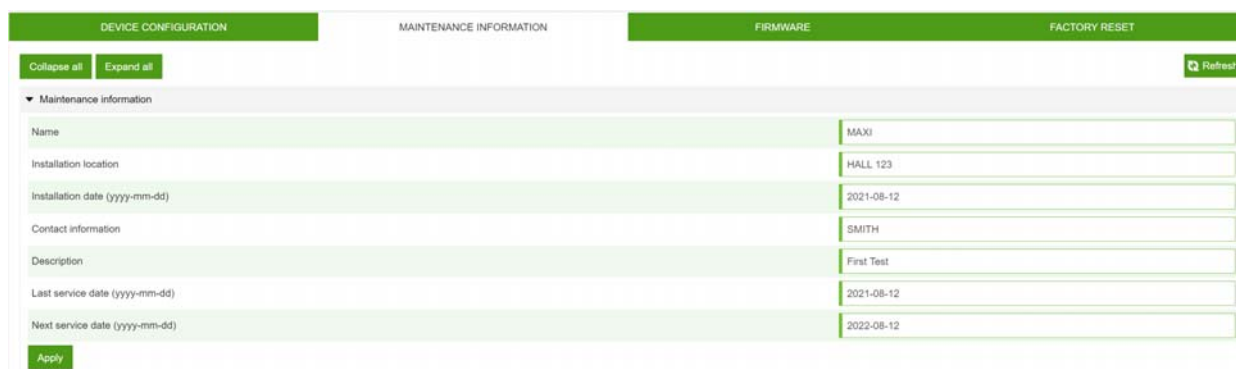 DEVICE CONFIGURATION MAINTENANCE INFORMATION FIRMWARE FACTORY RESET
Collapse all Expand all Refresh
Maintenance information
Name MAXI
Installation location HALL 123
Installation date (yyyy-mm-dd) 2021-08-12
Contact information SMITH
Description First Test
Last service date (yyyy-mm-dd) 2021-08-12
Next service date (yyyy-mm-dd) 2022-08-12
Apply